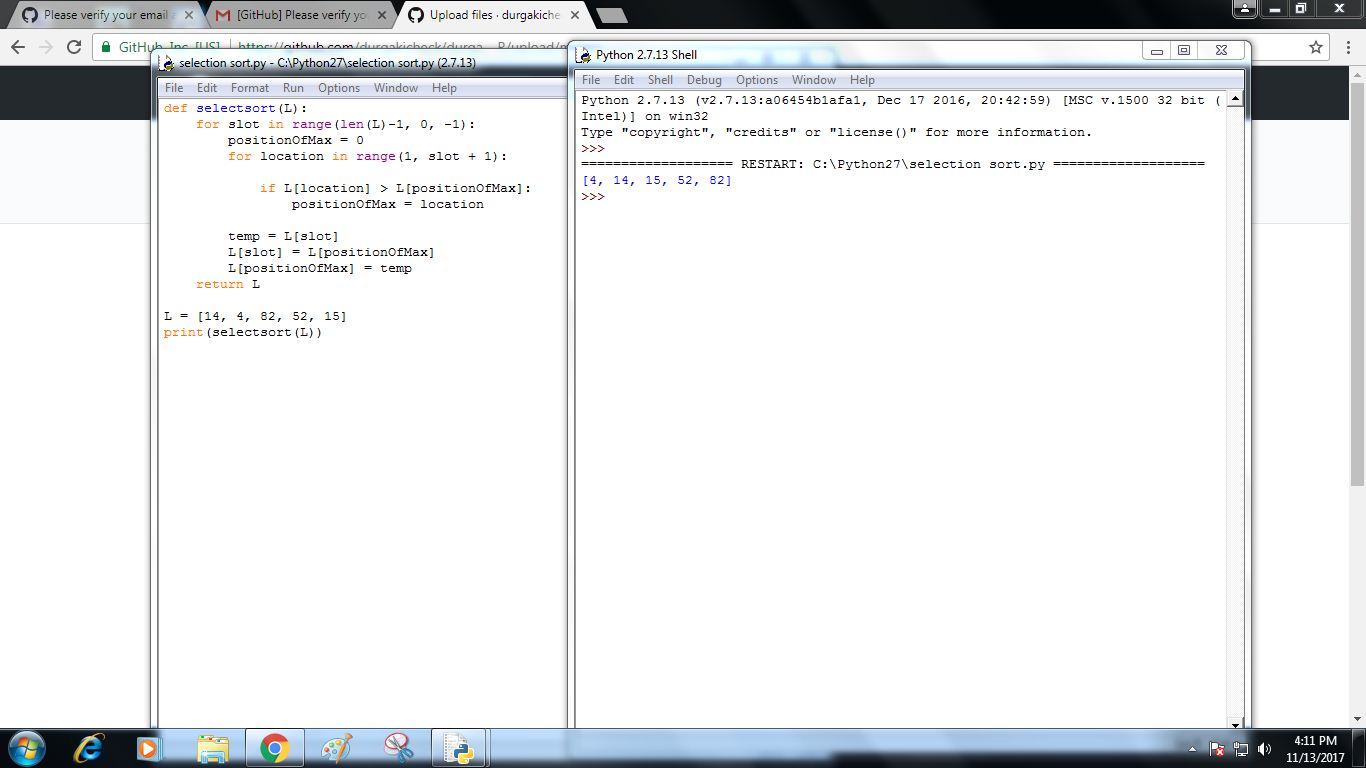 Please verify your email a
[GitHub] Please verify yo
Upload files · durgakiche
GitHub, Inc. [US]
https://github.com/durgakicheck/durga
selection sort.py - C:\Python27\selection sort.py (2.7.13)
File Edit Format Run Options Window Help
def selectsort(L):
    for slot in range(len(L)-1, 0, -1):
        positionOfMax = 0
        for location in range(1, slot + 1):
            if L[location] > L[positionOfMax]:
                positionOfMax = location
        temp = L[slot]
        L[slot] = L[positionOfMax]
        L[positionOfMax] = temp
    return L
L = [14, 4, 82, 52, 15]
print(selectsort(L))
Python 2.7.13 Shell
File Edit Shell Debug Options Window Help
Python 2.7.13 (v2.7.13:a06454b1afa1, Dec 17 2016, 20:42:59) [MSC v.1500 32 bit (
Intel)] on win32
Type "copyright", "credits" or "license()" for more information.
>>>
=================== RESTART: C:\Python27\selection sort.py ===================
[4, 14, 15, 52, 82]
>>>
4:11 PM
11/13/2017